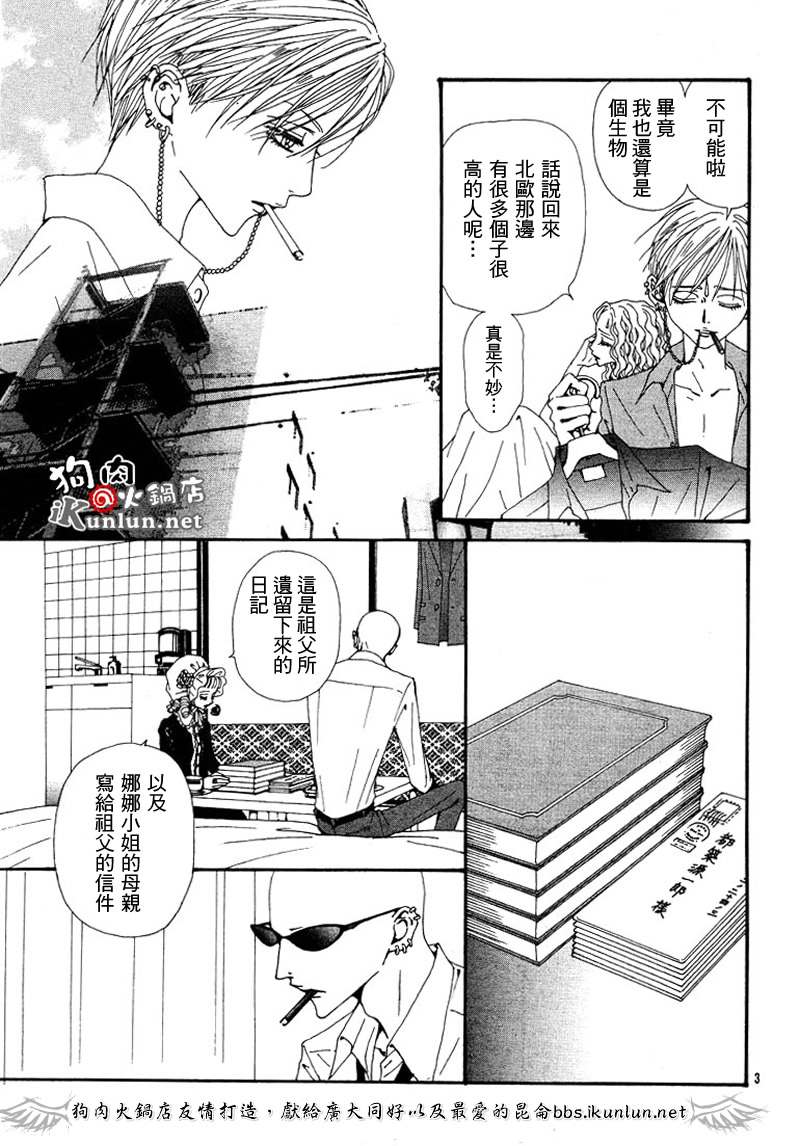 不可能啦
畢竟
我也還算是
個生物
話說回來
北歐那邊
有很多個子很
高的人呢…
真是不妙…
狗肉
火鍋店
iKunlun.net
這是祖父所
遺留下來的
日記
以及
娜娜小姐的母親
寫給祖父的信件
都築源一郎様
3
狗肉火鍋店友情打造，獻給廣大同好以及最愛的昆侖bbs.ikunlun.net